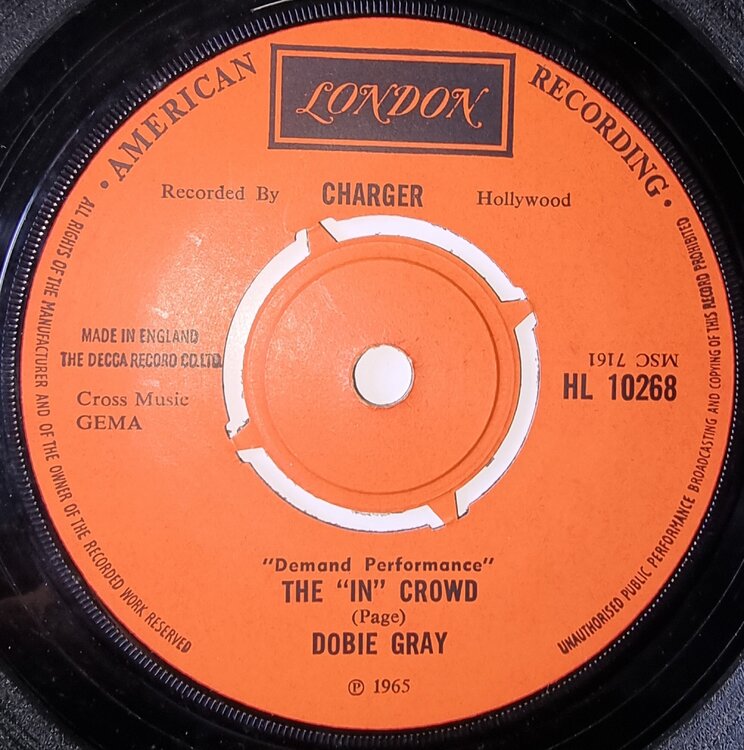 · AMERICAN RECORDING ·
LONDON
Recorded By CHARGER Hollywood
ALL RIGHTS OF THE MANUFACTURER AND OF THE OWNER OF THE RECORDED WORK RESERVED
UNAUTHORISED PUBLIC PERFORMANCE BROADCASTING AND COPYING OF THIS RECORD PROHIBITED
MADE IN ENGLAND
THE DECCA RECORD CO. LTD.
Cross Music
GEMA
MSC 7161
HL 10268
"Demand Performance"
THE "IN" CROWD
(Page)
DOBIE GRAY
℗ 1965